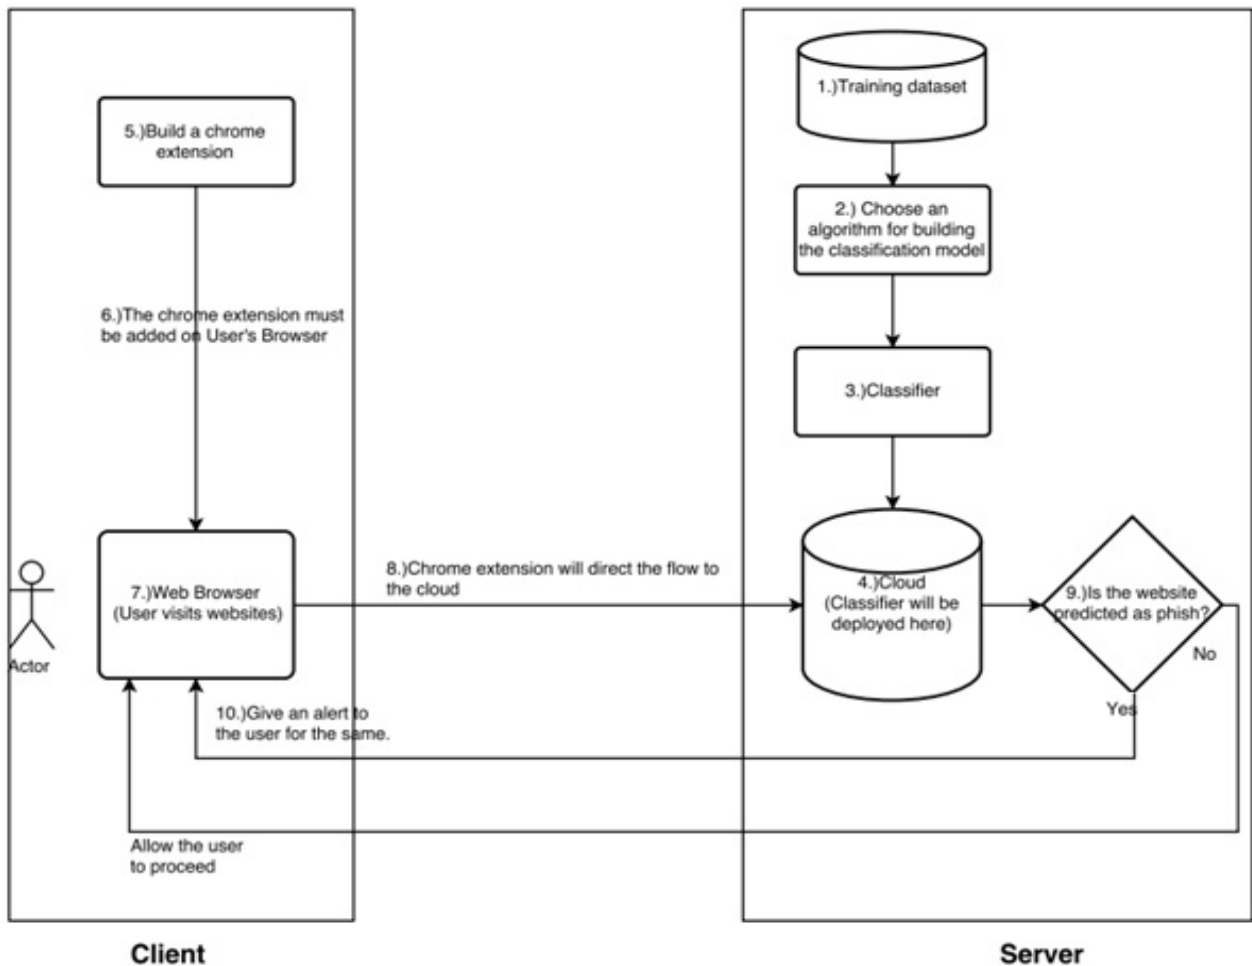 1.)Training dataset
5.)Build a chrome
extension
2.) Choose an
algorithm for building
the classification model
6.)The chrome extension must
be added on User's Browser
3.)Classifier
8.)Chrome extension will direct the flow to
the cloud
7.)Web Browser
(User visits websites)
4.)Cloud
(Classifier will be
deployed here)
9.)Is the website
predicted as phish?
No
Yes
Actor
10.)Give an alert to
the user for the same.
Allow the user
to proceed
Client
Server